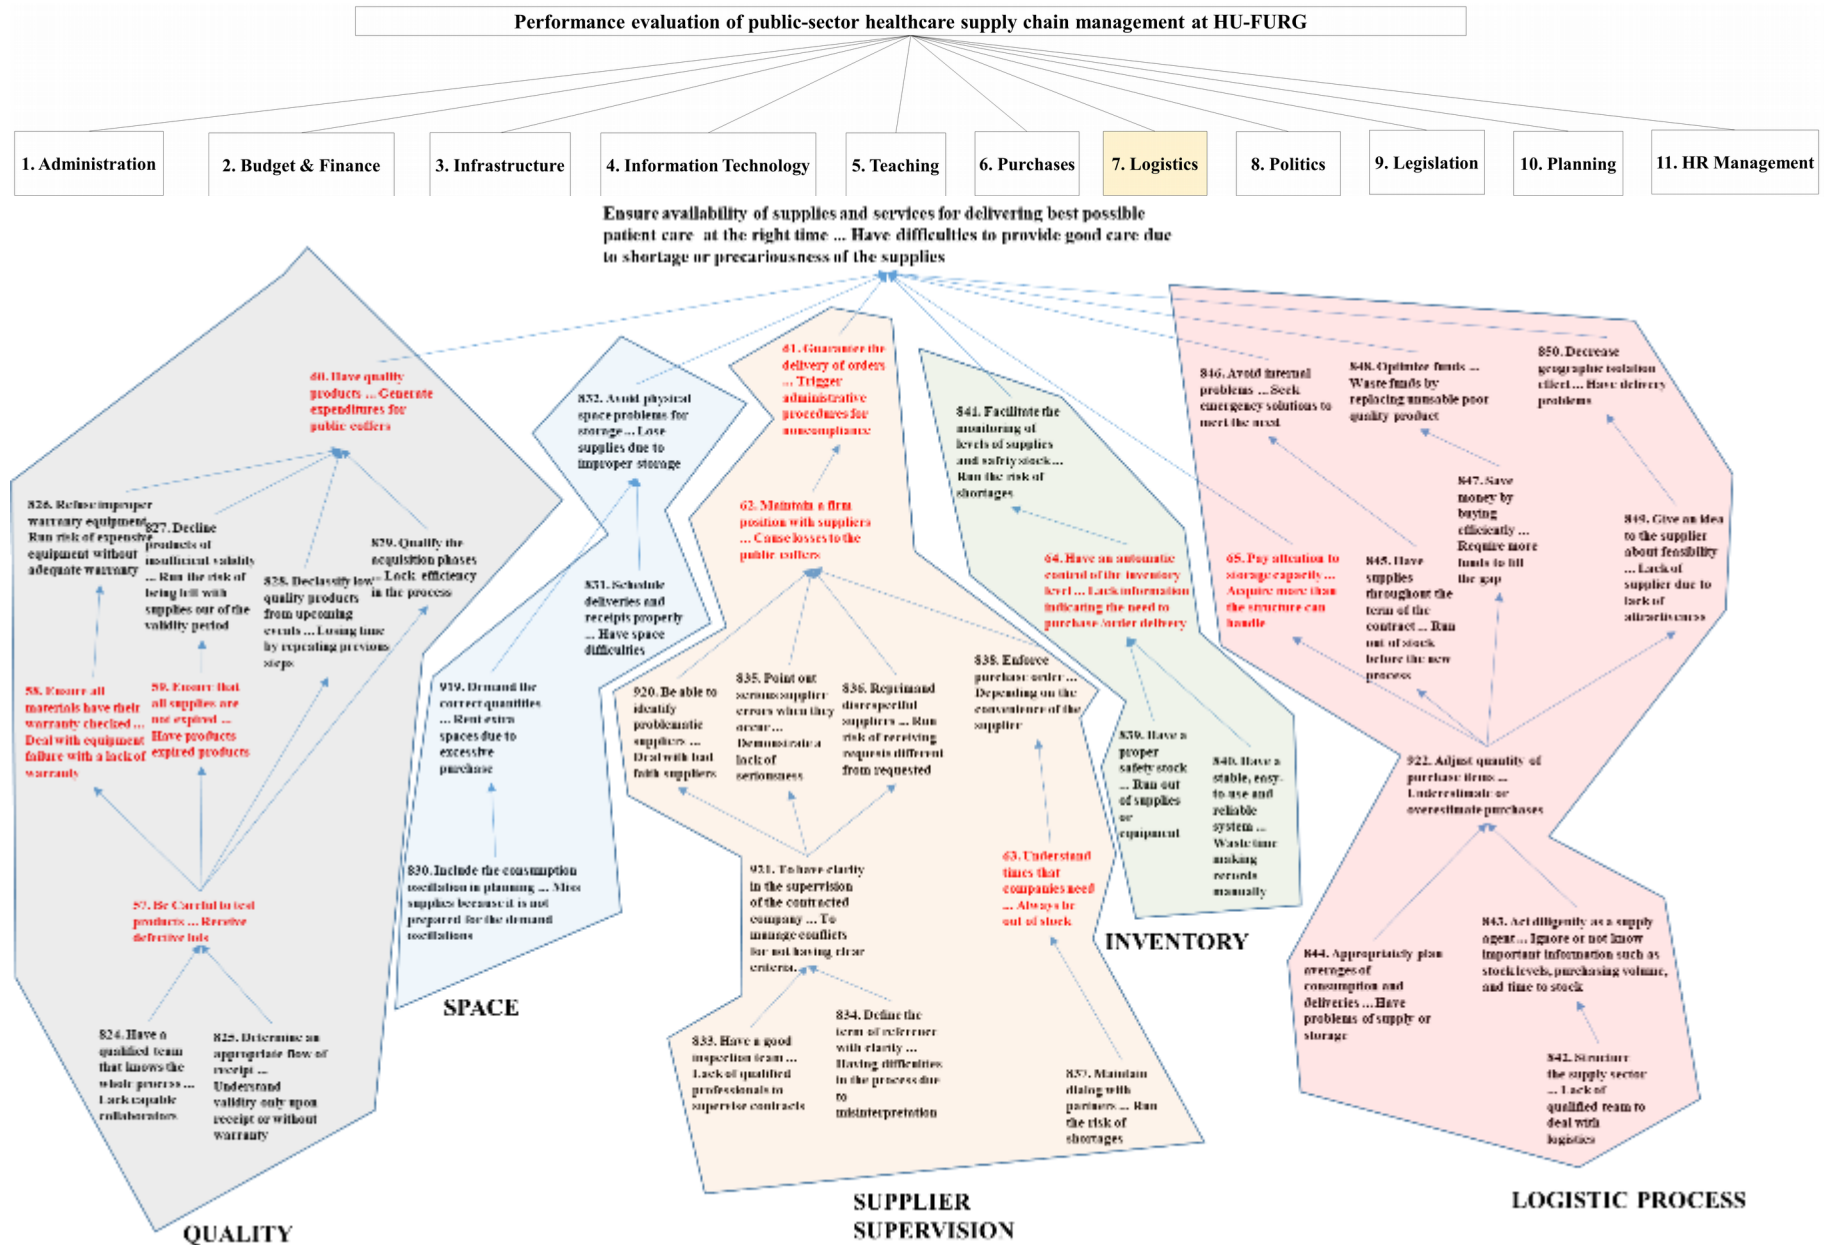 Performance evaluation of public-sector healthcare supply chain management at HU-FURG
1. Administration
2. Budget & Finance
3. Infrastructure
4. Information Technology
5. Teaching
6. Purchases
7. Logistics
8. Politics
9. Legislation
10. Planning
11. HR Management
Ensure availability of supplies and services for delivering best possible
patient care at the right time ... Have difficulties to provide good care due
to shortage or precariousness of the supplies
60. Have quality
products ... Generate
expenditures for
public coffers
826. Refuse improper
warranty equipment
Run risk of expensive
equipment without
adequate warranty
827. Decline
products of
insufficient validity
... Run the risk of
being left with
supplies out of the
validity period
828. Declassify low
quality products
from upcoming
events ... Losing time
by repeating previous
steps
829. Qualify the
acquisition phases
... Lack efficiency
in the process
58. Ensure all
materials have their
warranty checked ...
Deal with equipment
failure with a lack of
warranty
59. Ensure that
all supplies are
not expired ...
Have products
expired products
57. Be Careful to test
products ... Receive
defective lots
824. Have a
qualified team
that knows the
whole process ...
Lack capable
collaborators
825. Determine an
appropriate flow of
receipt ...
Understand
validity only upon
receipt or without
warranty
QUALITY
832. Avoid physical
space problems for
storage ... Lose
supplies due to
improper storage
831. Schedule
deliveries and
receipts properly
... Have space
difficulties
919. Demand the
correct quantities
... Rent extra
spaces due to
excessive
purchase
830. Include the consumption
oscillation in planning ... Miss
supplies because it is not
prepared for the demand
oscillations
SPACE
61. Guarantee the
delivery of orders
... Trigger
administrative
procedures for
noncompliance
62. Maintain a firm
position with suppliers
... Cause losses to the
public coffers
920. Be able to
identify
problematic
suppliers ...
Deal with bad
faith suppliers
835. Point out
serious supplier
errors when they
occur ...
Demonstrate a
lack of
seriousness
836. Reprimand
disrespectful
suppliers ... Run
risk of receiving
requests different
from requested
838. Enforce
purchase order ...
Depending on the
convenience of the
supplier
921. To have clarity
in the supervision
of the contracted
company ... To
manage conflicts
for not having clear
criteria.
63. Understand
times that
companies need
... Always be
out of stock
833. Have a good
inspection team ...
Lack of qualified
professionals to
supervise contracts
834. Define the
term of reference
with clarity ...
Having difficulties
in the process due
to
misinterpretation
837. Maintain
dialog with
partners ... Run
the risk of
shortages
SUPPLIER
SUPERVISION
841. Facilitate the
monitoring of
levels of supplies
and safety stock ...
Run the risk of
shortages
64. Have an automatic
control of the inventory
level ... Lack information
indicating the need to
purchase /order delivery
839. Have a
proper
safety stock
... Run out
of supplies
or
equipment
840. Have a
stable, easy-
to-use and
reliable
system ...
Waste time
making
records
manually
INVENTORY
846. Avoid internal
problems ... Seek
emergency solutions to
meet the need
848. Optimize funds ...
Waste funds by
replacing unusable poor
quality product
850. Decrease
geographic isolation
effect ... Have delivery
problems
847. Save
money by
buying
efficiently ...
Require more
funds to fill
the gap
849. Give an idea
to the supplier
about feasibility
... Lack of
supplier due to
lack of
attractiveness
65. Pay attention to
storage capacity ...
Acquire more than
the structure can
handle
845. Have
supplies
throughout the
term of the
contract ... Run
out of stock
before the new
process
922. Adjust quantity of
purchase items ...
Underestimate or
overestimate purchases
844. Appropriately plan
averages of
consumption and
deliveries ... Have
problems of supply or
storage
843. Act diligently as a supply
agent ... Ignore or not know
important information such as
stock levels, purchasing volume,
and time to stock
842. Structure
the supply sector
... Lack of
qualified team to
deal with
logistics
LOGISTIC PROCESS